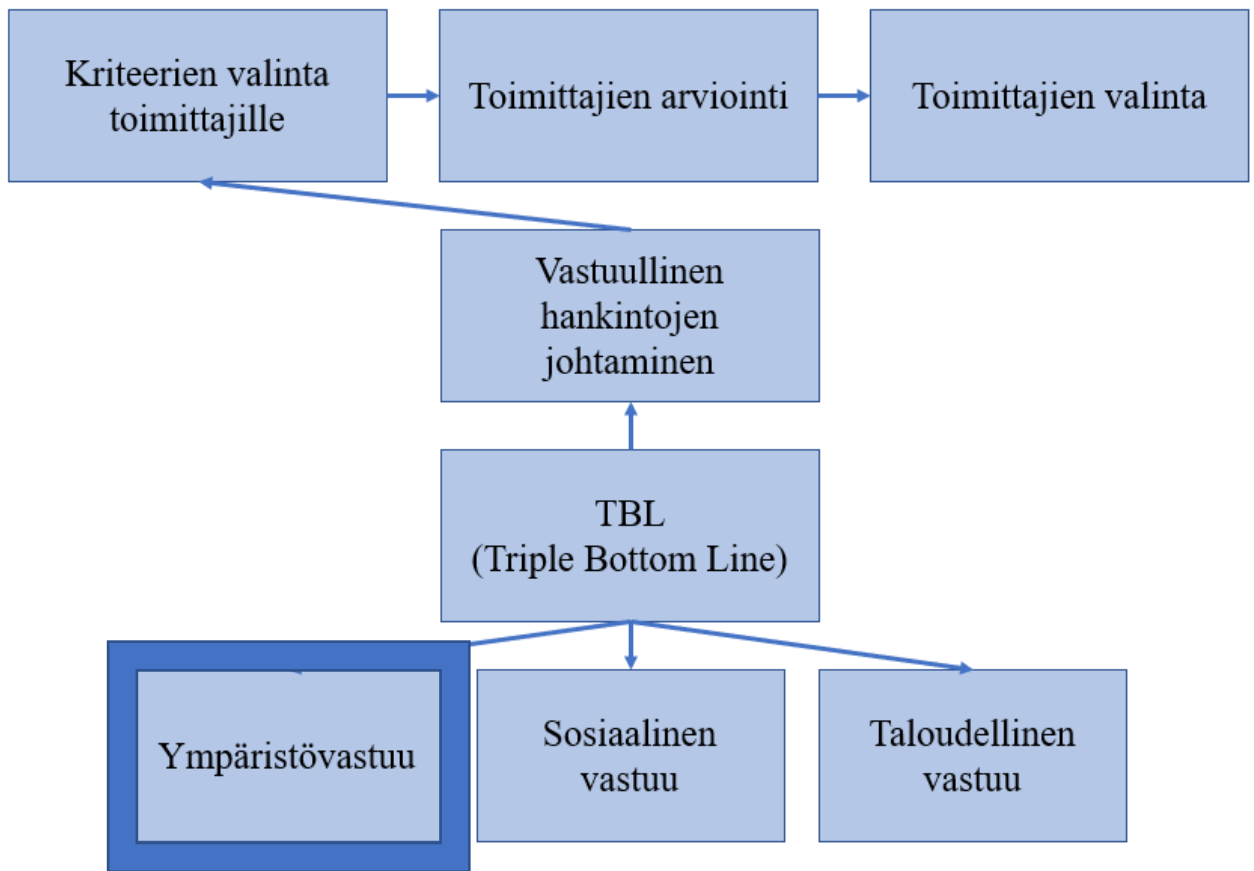 Kriteerien valinta
toimittajille
Toimittajien arviointi
Toimittajien valinta
Vastuullinen
hankintojen
johtaminen
TBL
(Triple Bottom Line)
Ympäristövastuu
Sosiaalinen
vastuu
Taloudellinen
vastuu